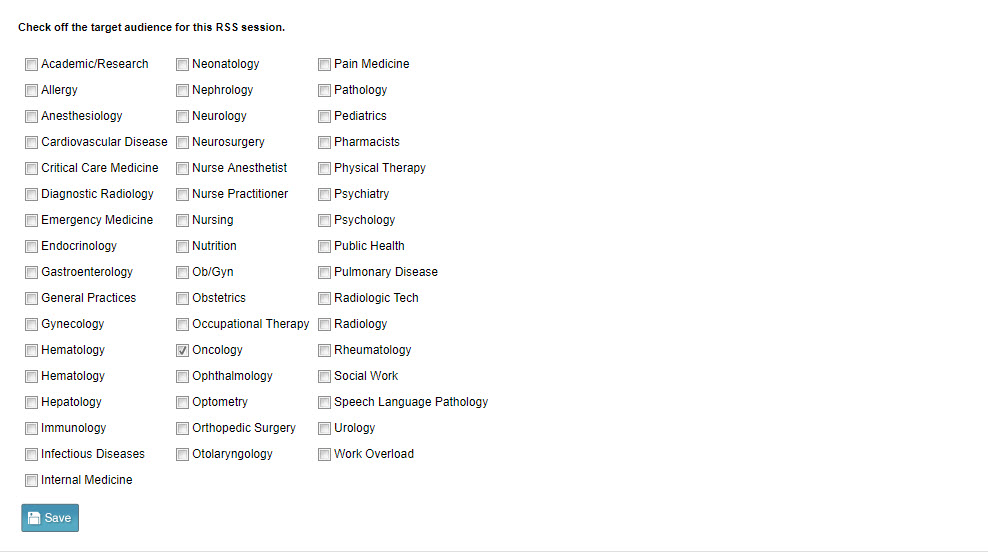 Check off the target audience for this RSS session.
Academic/Research Neonatology Pain Medicine
Allergy Nephrology Pathology
Anesthesiology Neurology Pediatrics
Cardiovascular Disease Neurosurgery Pharmacists
Critical Care Medicine Nurse Anesthetist Physical Therapy
Diagnostic Radiology Nurse Practitioner Psychiatry
Emergency Medicine Nursing Psychology
Endocrinology Nutrition Public Health
Gastroenterology Ob/Gyn Pulmonary Disease
General Practices Obstetrics Radiologic Tech
Gynecology Occupational Therapy Radiology
Hematology Oncology Rheumatology
Hematology Ophthalmology Social Work
Hepatology Optometry Speech Language Pathology
Immunology Orthopedic Surgery Urology
Infectious Diseases Otolaryngology Work Overload
Internal Medicine
Save